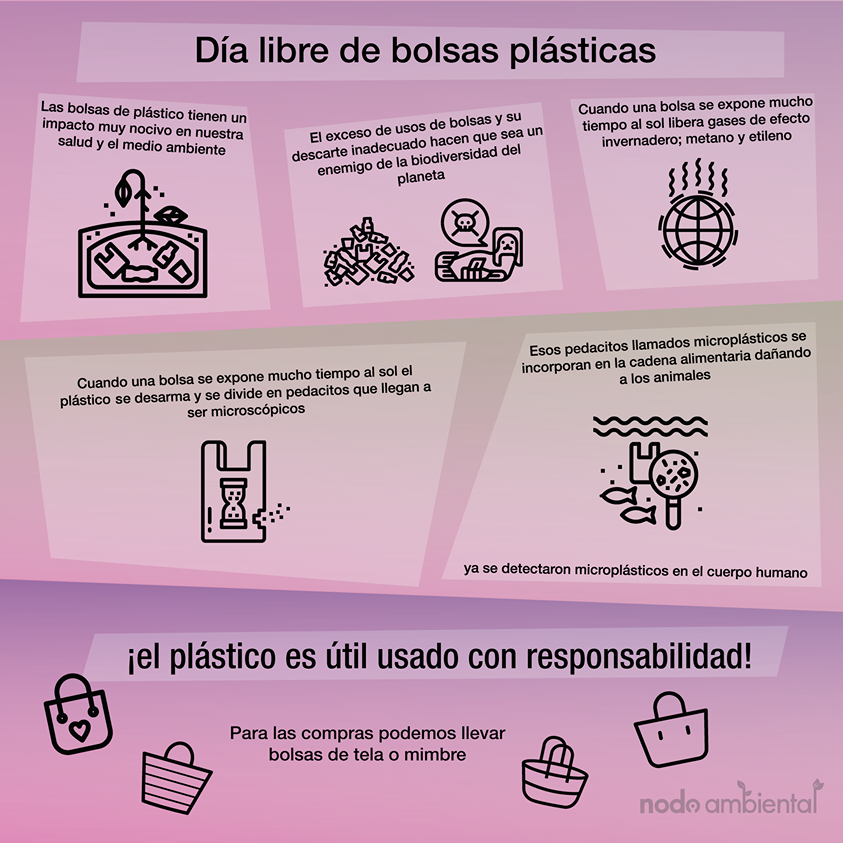 Día libre de bolsas plásticas
Las bolsas de plástico tienen un
impacto muy nocivo en nuestra
salud y el medio ambiente
El exceso de usos de bolsas y su
descarte inadecuado hacen que sea un
enemigo de la biodiversidad del
planeta
Cuando una bolsa se expone mucho
tiempo al sol libera gases de efecto
invernadero; metano y etileno
Cuando una bolsa se expone mucho tiempo al sol el
plástico se desarma y se divide en pedacitos que llegan a
ser microscópicos
Esos pedacitos llamados microplásticos se
incorporan en la cadena alimentaria dañando
a los animales
ya se detectaron microplásticos en el cuerpo humano
¡el plástico es útil usado con responsabilidad!
Para las compras podemos llevar
bolsas de tela o mimbre
nodo ambiental